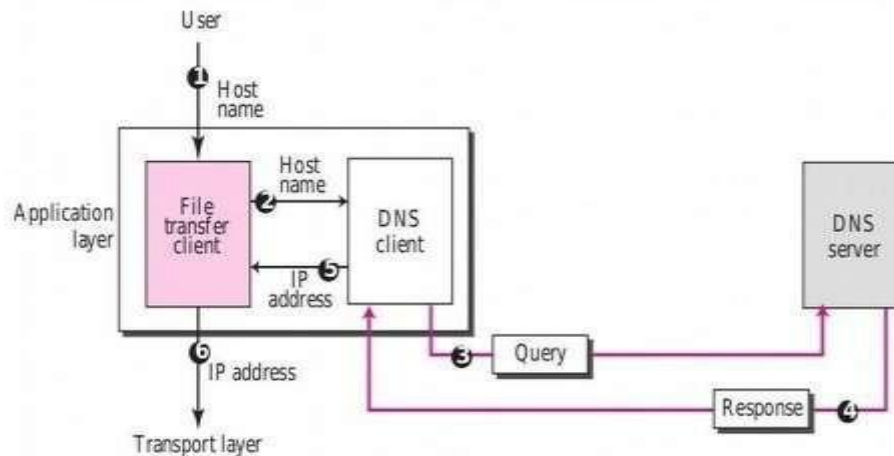 User
1
Host
name
Application
layer
File
transfer
client
Host
name
2
DNS
client
5
IP
address
DNS
server
3
Query
6
IP address
Response
4
Transport layer